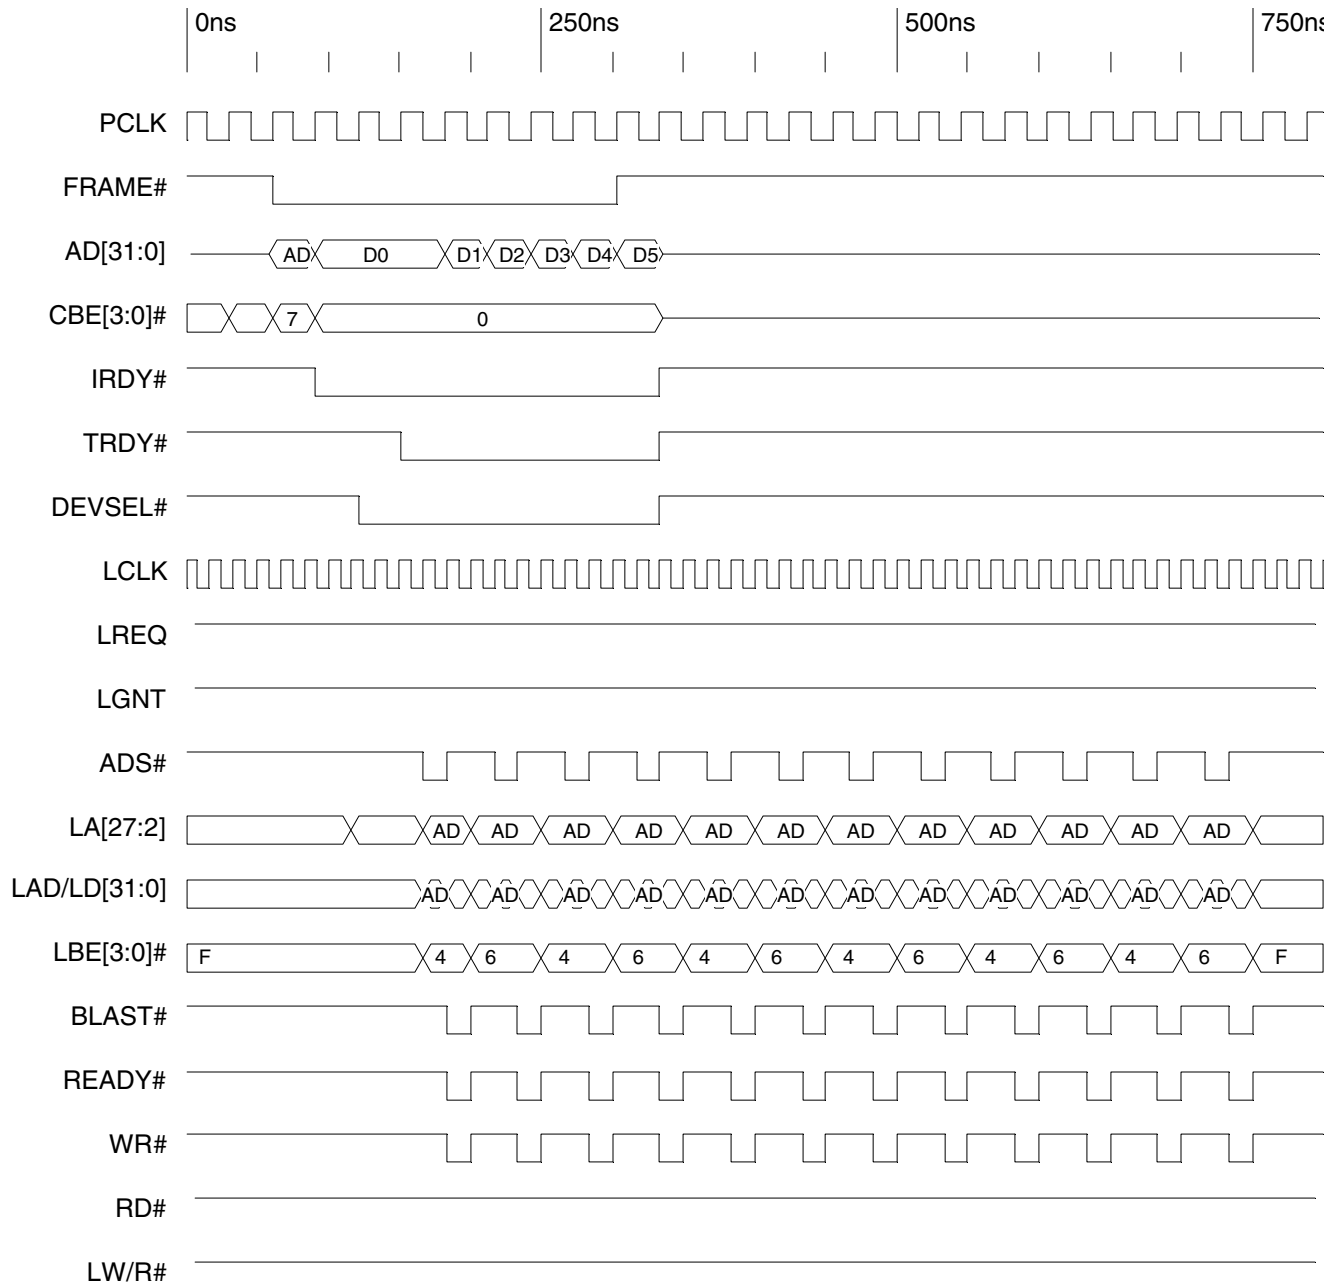 0ns 250ns 500ns 750ns
PCLK
FRAME#
AD[31:0] AD D0 D1 D2 D3 D4 D5
CBE[3:0]# 7 0
IRDY#
TRDY#
DEVSEL#
LCLK
LREQ
LGNT
ADS#
LA[27:2] AD AD AD AD AD AD AD AD AD AD AD AD
LAD/LD[31:0] AD AD AD AD AD AD AD AD AD AD AD AD
LBE[3:0]# F 4 6 4 6 4 6 4 6 4 6 4 6 F
BLAST#
READY#
WR#
RD#
LW/R#